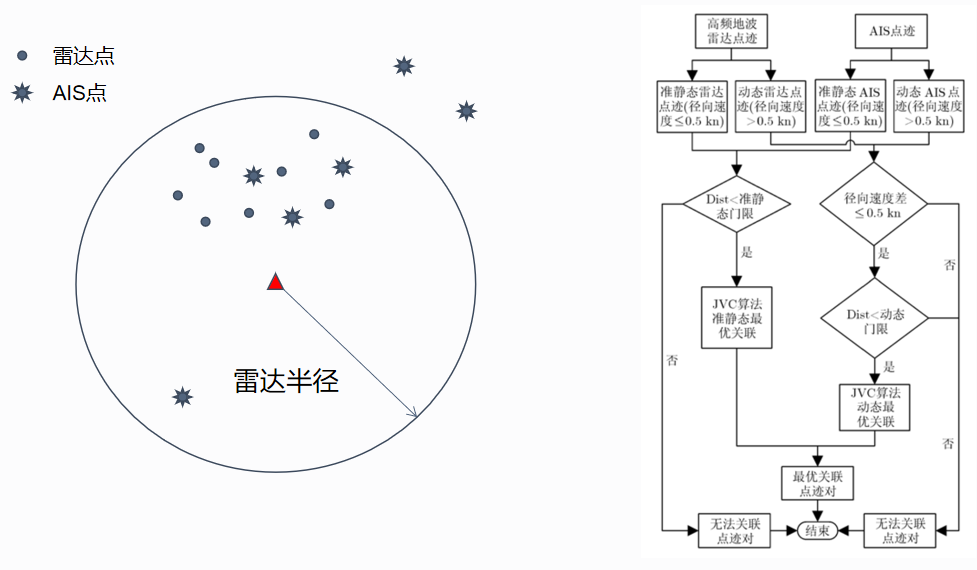 雷达点
AIS点
雷达半径
高频地波
雷达点迹
AIS点迹
准静态雷达
点迹(径向速
度≤0.5 kn)
动态雷达点
迹(径向速度
>0.5 kn)
准静态 AIS
点迹(径向速
度≤0.5 kn)
动态 AIS点
迹(径向速度
>0.5 kn)
Dist<准静
态门限
径向速度差
≤0.5 kn
是
是
否
JVC算法
准静态最
优关联
Dist<动态
门限
否
是
JVC算法
动态最
优关联
否
最优关联
点迹对
无法关联
点迹对
结束
无法关联
点迹对